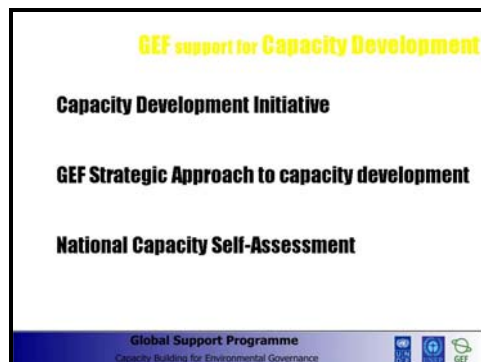 GEF support for Capacity Development
Capacity Development Initiative
GEF Strategic Approach to capacity development
National Capacity Self-Assessment
Global Support Programme
Capacity Building for Environmental Governance
GEF